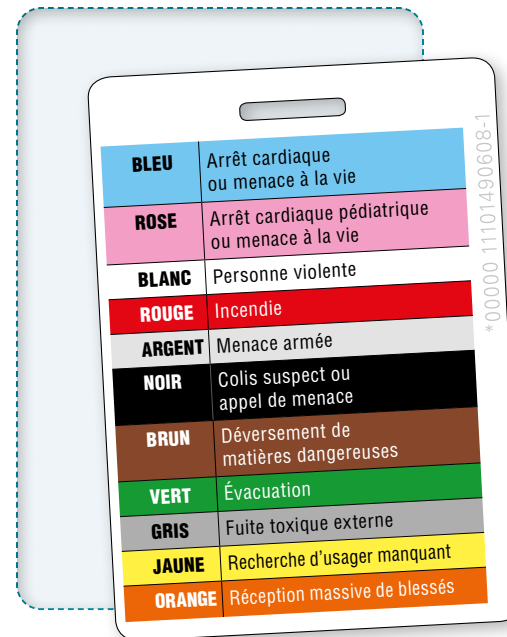 BLEU Arrêt cardiaque
ou menace à la vie
ROSE Arrêt cardiaque pédiatrique
ou menace à la vie
BLANC Personne violente
ROUGE Incendie
ARGENT Menace armée
NOIR Colis suspect ou
appel de menace
BRUN Déversement de
matières dangereuses
VERT Évacuation
GRIS Fuite toxique externe
JAUNE Recherche d'usager manquant
ORANGE Réception massive de blessés
*00000 11101490608-1